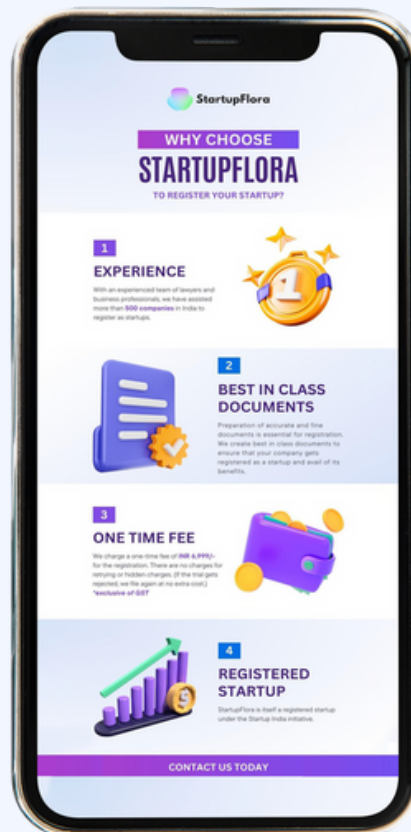 StartupFlora
WHY CHOOSE
STARTUPFLORA
TO REGISTER YOUR STARTUP?
1
EXPERIENCE
With an experienced team of lawyers and
business professionals, we have assisted
more than 500 companies in India to
register as startups.
1
2
BEST IN CLASS
DOCUMENTS
Preparation of accurate and fine
documents is essential for registration.
We create best in class documents to
ensure that your company gets
registered as a startup and avail of its
benefits.
3
ONE TIME FEE
We charge a one-time fee of INR 6,999/-
for the registration. There are no charges for
retrying or hidden charges. (If the trial gets
rejected, we file again at no extra cost.)
*exclusive of GST
4
REGISTERED
STARTUP
StartupFlora is itself a registered startup
under the Startup India initiative.
$
CONTACT US TODAY